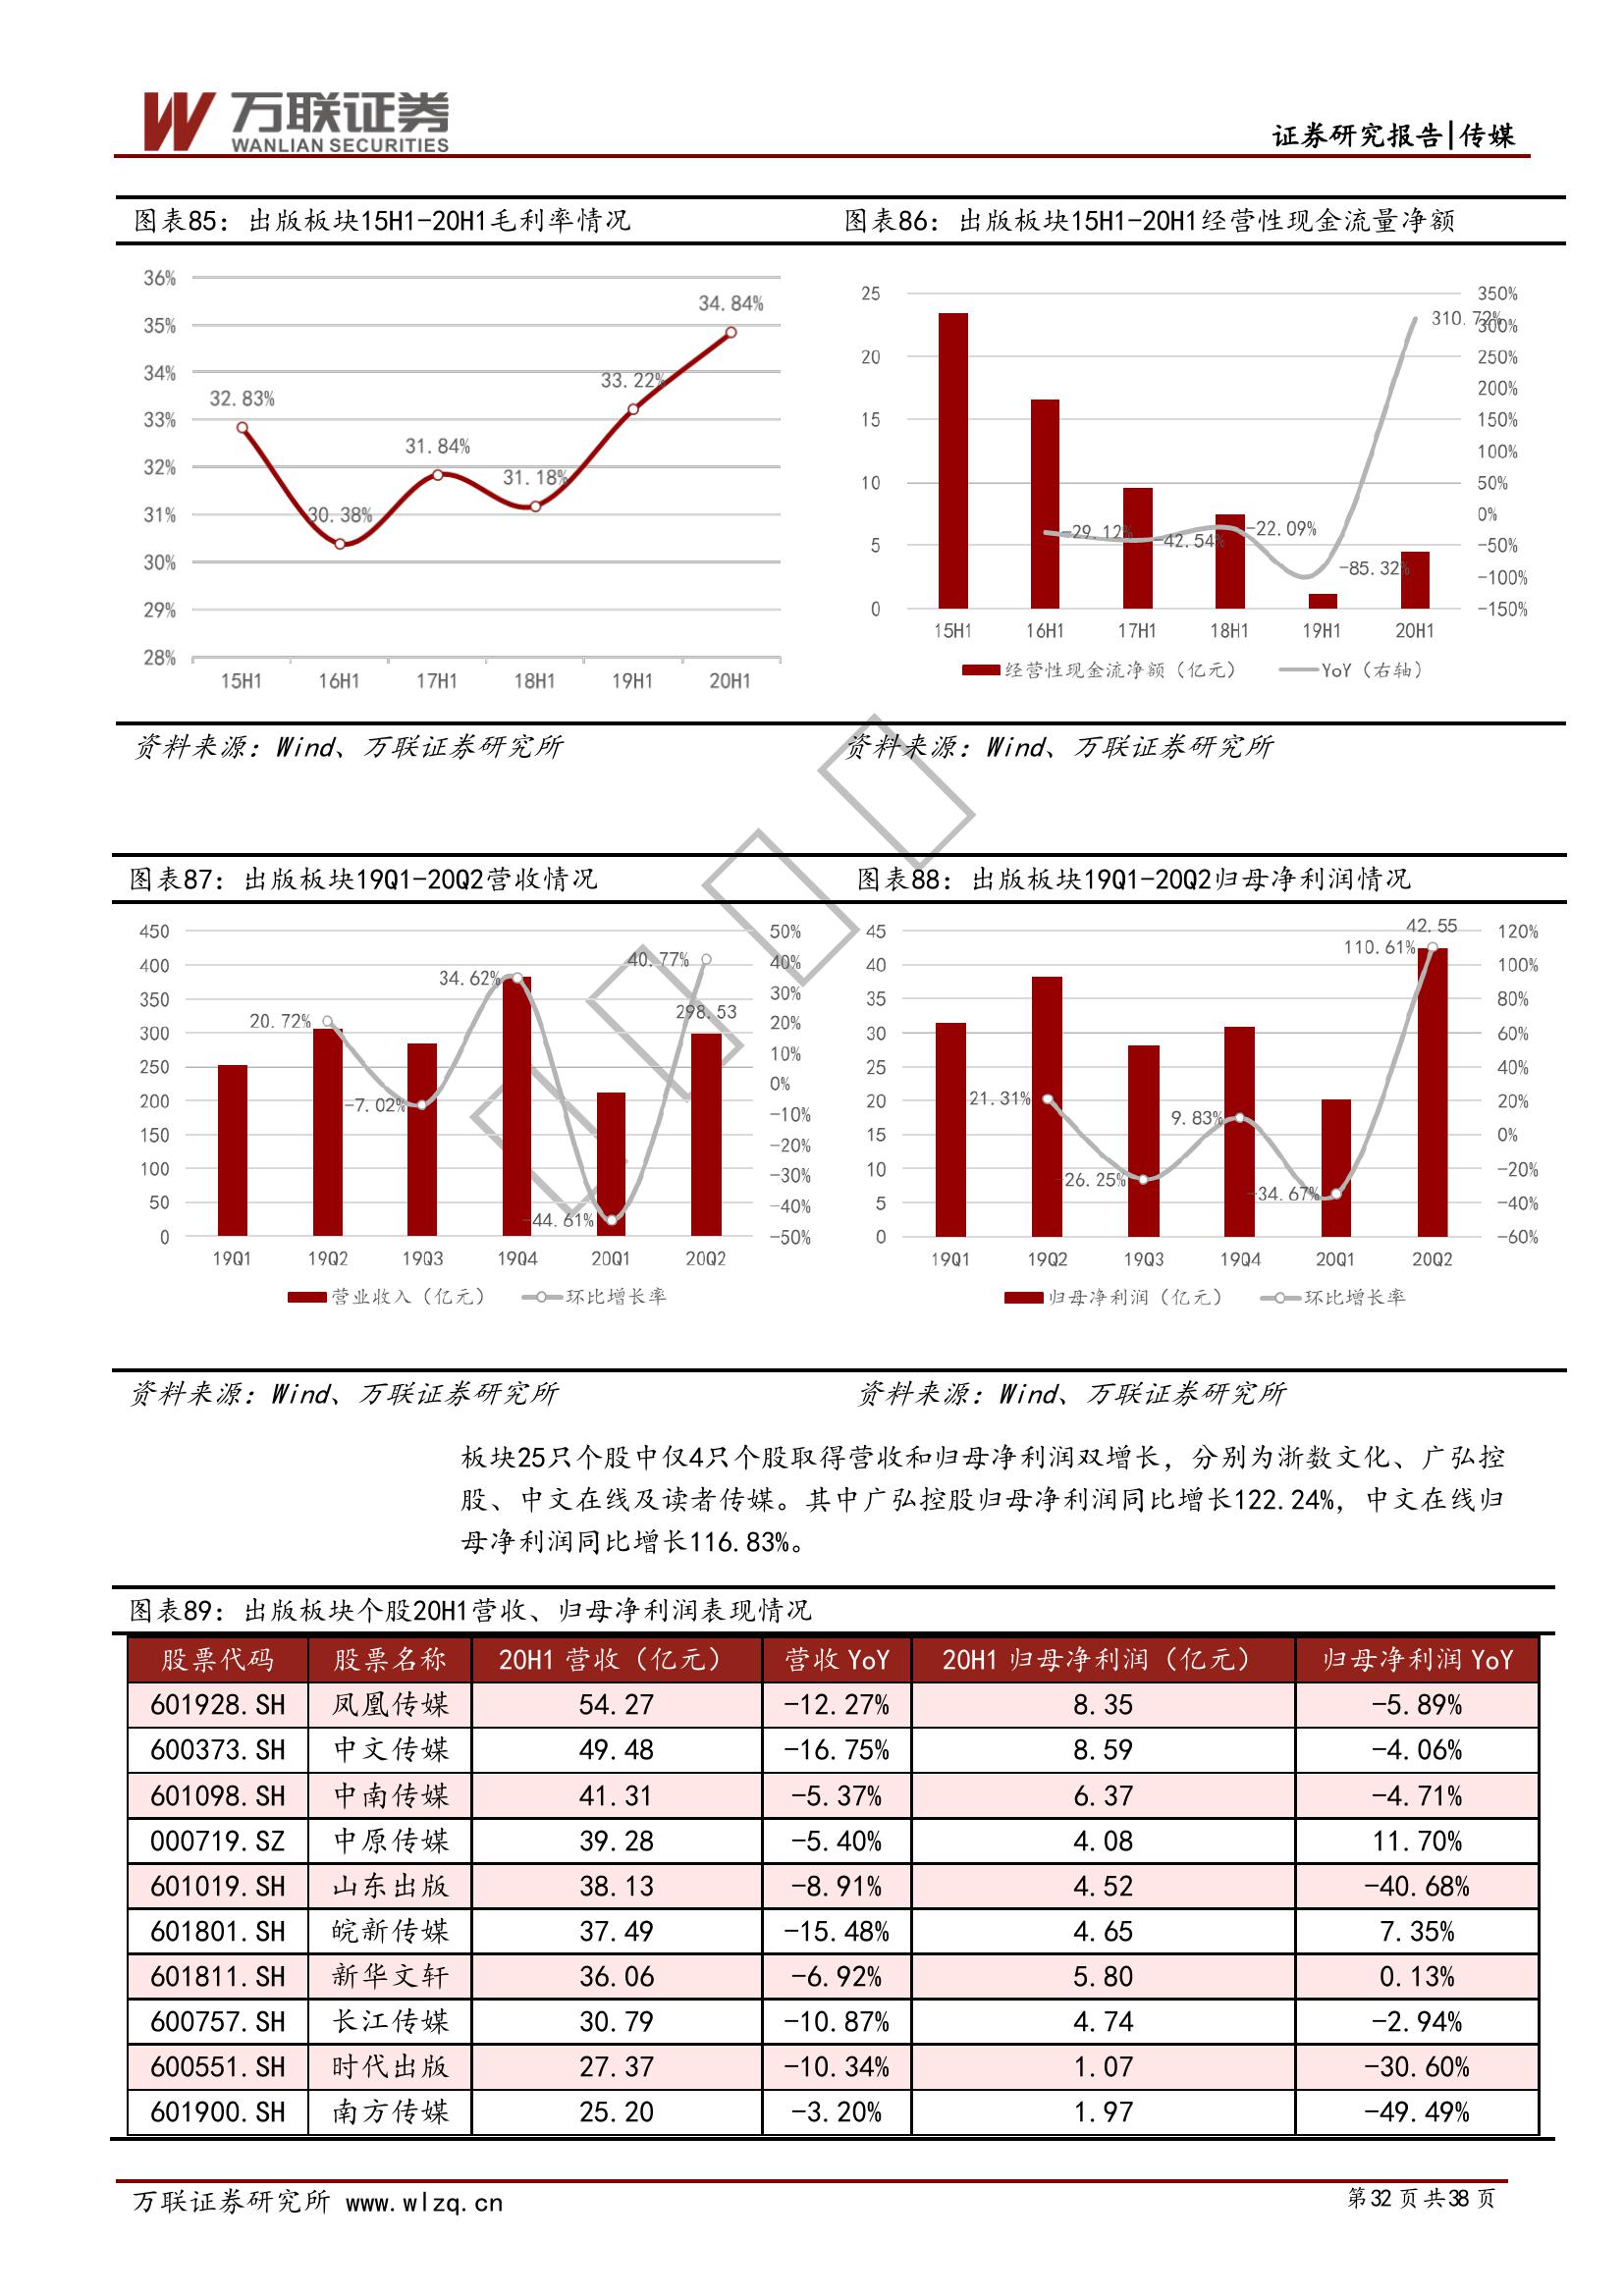 万联证券
WANLIAN SECURITIES
证券研究报告|传媒
图表85：出版板块15H1-20H1毛利率情况
36%
35%
34%
33%
32%
31%
30%
29%
28%
32.83%
30.38%
31.84%
31.18%
33.22%
34.84%
15H1 16H1 17H1 18H1 19H1 20H1
资料来源：Wind、万联证券研究所
图表86：出版板块15H1-20H1经营性现金流量净额
25
20
15
10
5
0
350%
300%
250%
200%
150%
100%
50%
0%
-50%
-100%
-150%
-29.12%
-42.54%
-22.09%
-85.32%
310.72%
15H1 16H1 17H1 18H1 19H1 20H1
经营性现金流净额（亿元） YoY（右轴）
资料来源：Wind、万联证券研究所
图表87：出版板块19Q1-20Q2营收情况
450
400
350
300
250
200
150
100
50
0
50%
40%
30%
20%
10%
0%
-10%
-20%
-30%
-40%
-50%
20.72%
-7.02%
34.62%
-44.61%
40.77%
298.53
19Q1 19Q2 19Q3 19Q4 20Q1 20Q2
营业收入（亿元） 环比增长率
资料来源：Wind、万联证券研究所
图表88：出版板块19Q1-20Q2归母净利润情况
45
40
35
30
25
20
15
10
5
0
120%
100%
80%
60%
40%
20%
0%
-20%
-40%
-60%
21.31%
-26.25%
9.83%
-34.67%
110.61%
42.55
19Q1 19Q2 19Q3 19Q4 20Q1 20Q2
归母净利润（亿元） 环比增长率
资料来源：Wind、万联证券研究所
板块25只个股中仅4只个股取得营收和归母净利润双增长，分别为浙数文化、广弘控
股、中文在线及读者传媒。其中广弘控股归母净利润同比增长122.24%，中文在线归
母净利润同比增长116.83%。
图表89：出版板块个股20H1营收、归母净利润表现情况
股票代码 股票名称 20H1 营收（亿元） 营收 YoY 20H1 归母净利润（亿元） 归母净利润 YoY
601928.SH 凤凰传媒 54.27 -12.27% 8.35 -5.89%
600373.SH 中文传媒 49.48 -16.75% 8.59 -4.06%
601098.SH 中南传媒 41.31 -5.37% 6.37 -4.71%
000719.SZ 中原传媒 39.28 -5.40% 4.08 11.70%
601019.SH 山东出版 38.13 -8.91% 4.52 -40.68%
601801.SH 皖新传媒 37.49 -15.48% 4.65 7.35%
601811.SH 新华文轩 36.06 -6.92% 5.80 0.13%
600757.SH 长江传媒 30.79 -10.87% 4.74 -2.94%
600551.SH 时代出版 27.37 -10.34% 1.07 -30.60%
601900.SH 南方传媒 25.20 -3.20% 1.97 -49.49%
万联证券研究所 www.wlzq.cn
第32 页 共38 页